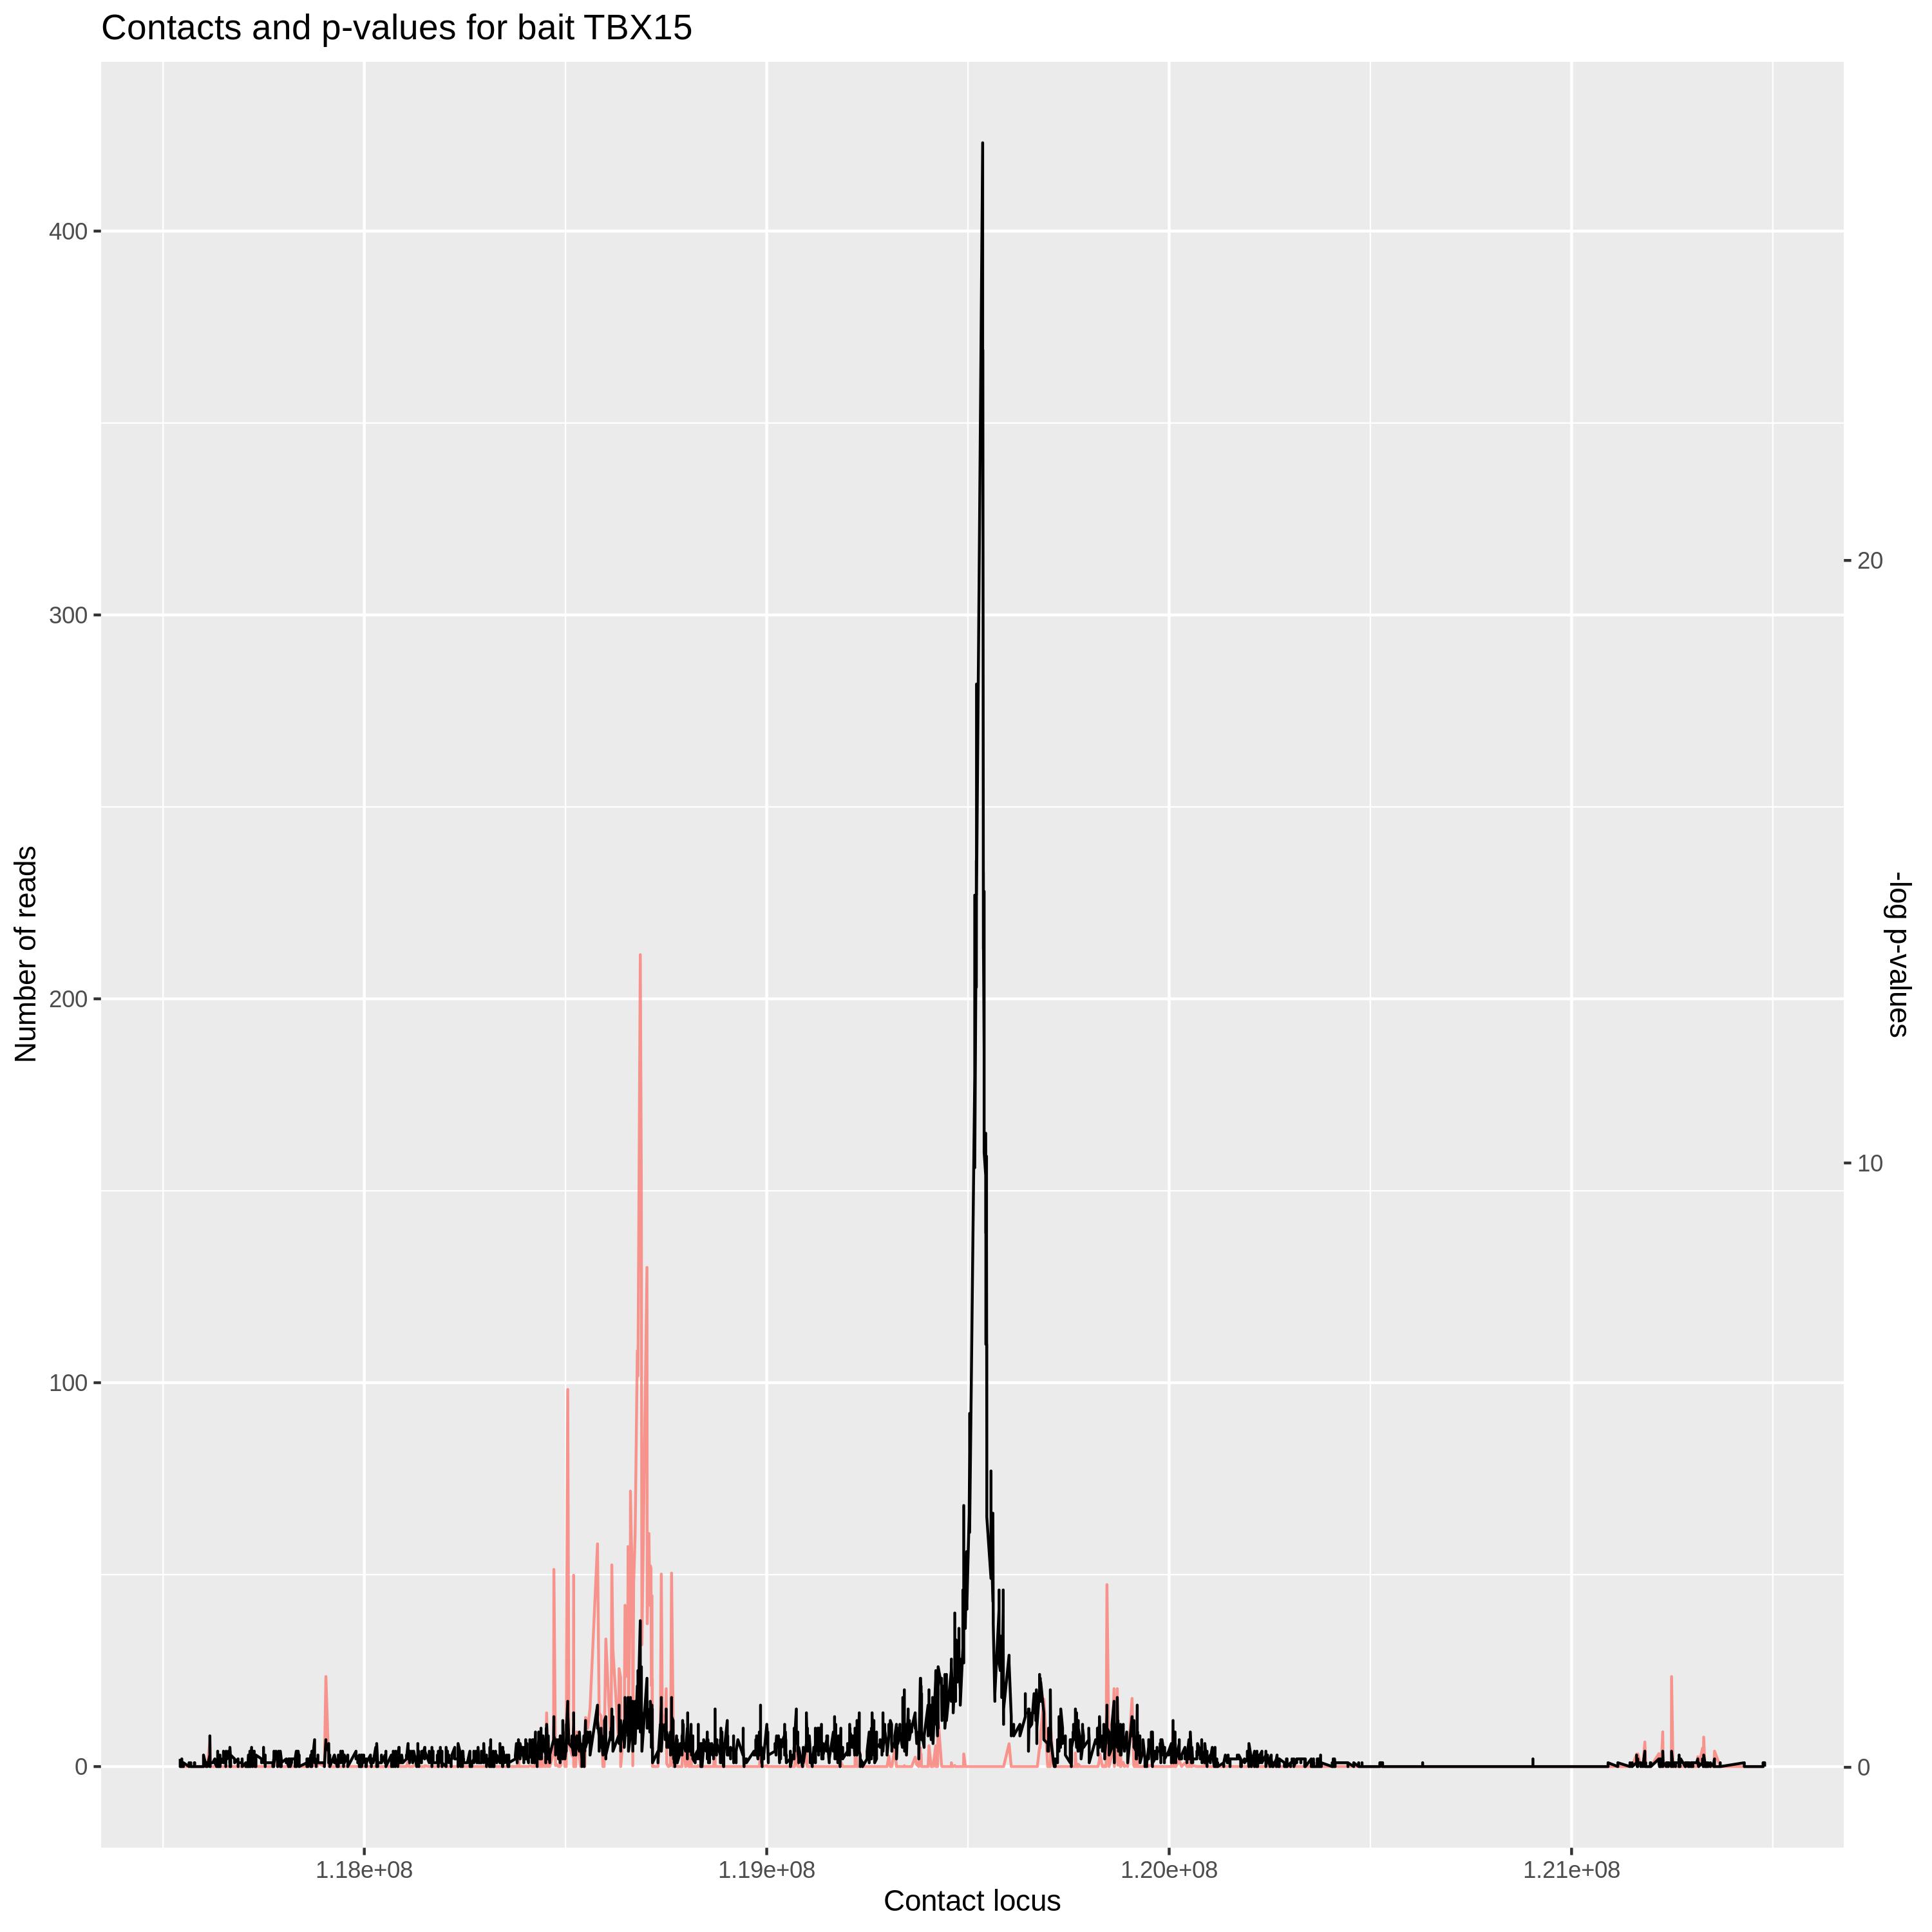 Contacts and p-values for bait TBX15
400
300
200
100
0
Number of reads
20
10
0
-log p-values
1.18e+08
1.19e+08
1.20e+08
1.21e+08
Contact locus